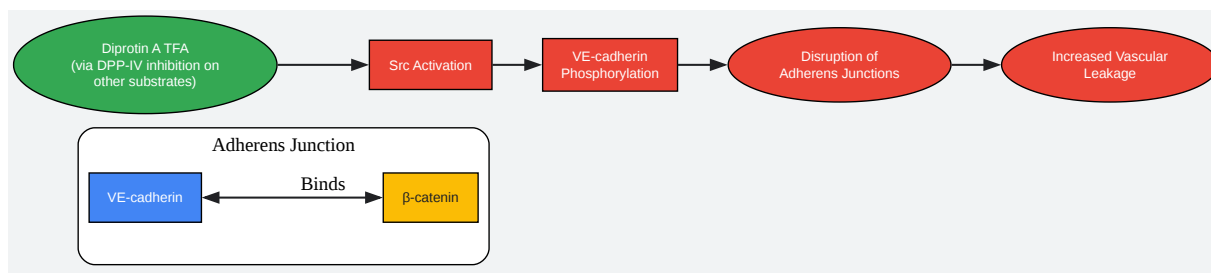 Diprotin A TFA
(via DPP-IV inhibition on
other substrates)
Src Activation
VE-cadherin
Phosphorylation
Disruption of
Adherens Junctions
Increased Vascular
Leakage
Adherens Junction
VE-cadherin
Binds
β-catenin